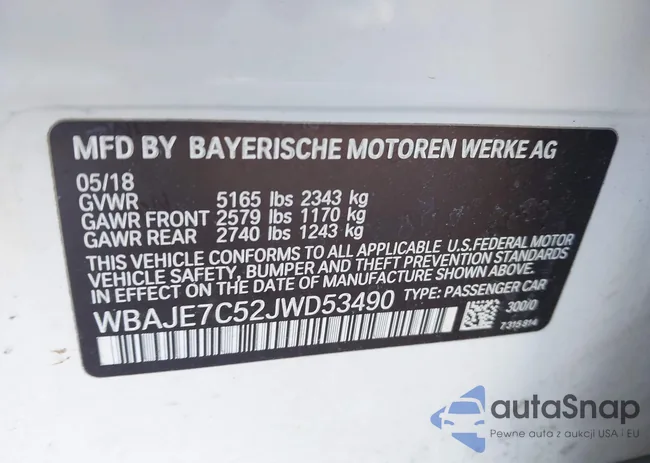 MFD BY BAYERISCHE MOTOREN WERKE AG
05/18
GVWR 5165 lbs 2343 kg
GAWR FRONT 2579 lbs 1170 kg
GAWR REAR 2740 lbs 1243 kg
THIS VEHICLE CONFORMS TO ALL APPLICABLE U.S.FEDERAL MOTOR
VEHICLE SAFETY, BUMPER AND THEFT PREVENTION STANDARDS
IN EFFECT ON THE DATE OF MANUFACTURE SHOWN ABOVE.
WBAJE7C52JWD53490 TYPE: PASSENGER CAR
300/0
7315814
autaSnap
Pewne auta z aukcji USA i EU